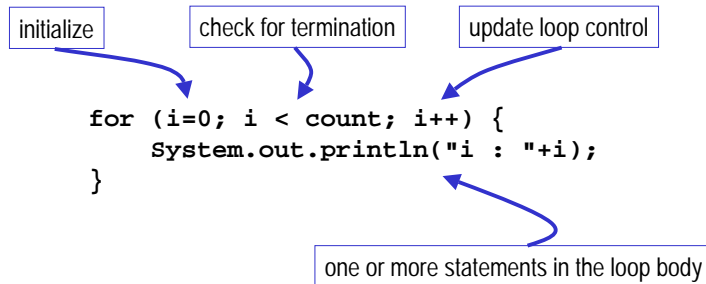 initialize
check for termination
update loop control
for (i=0; i < count; i++) {
System.out.println("i : "+i);
}
one or more statements in the loop body